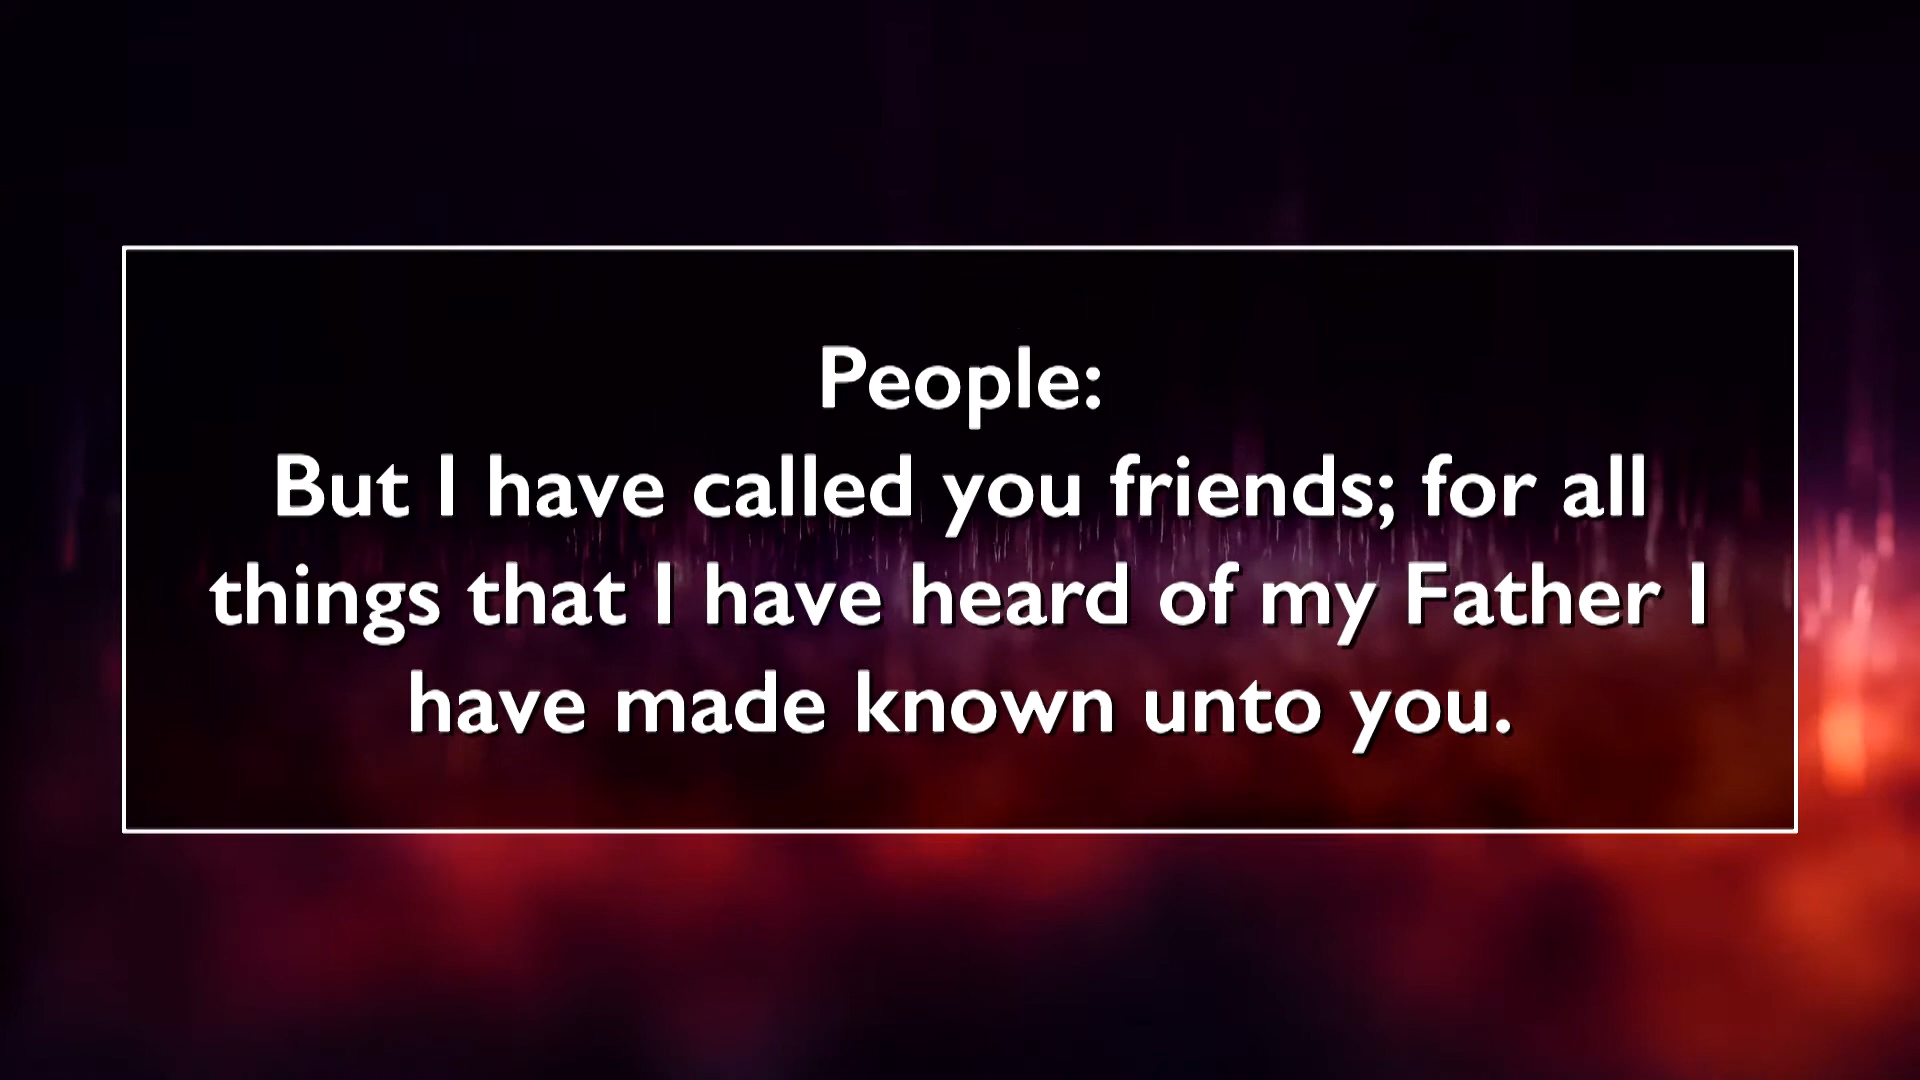 People:
But I have called you friends; for all
things that I have heard of my Father I
have made known unto you.